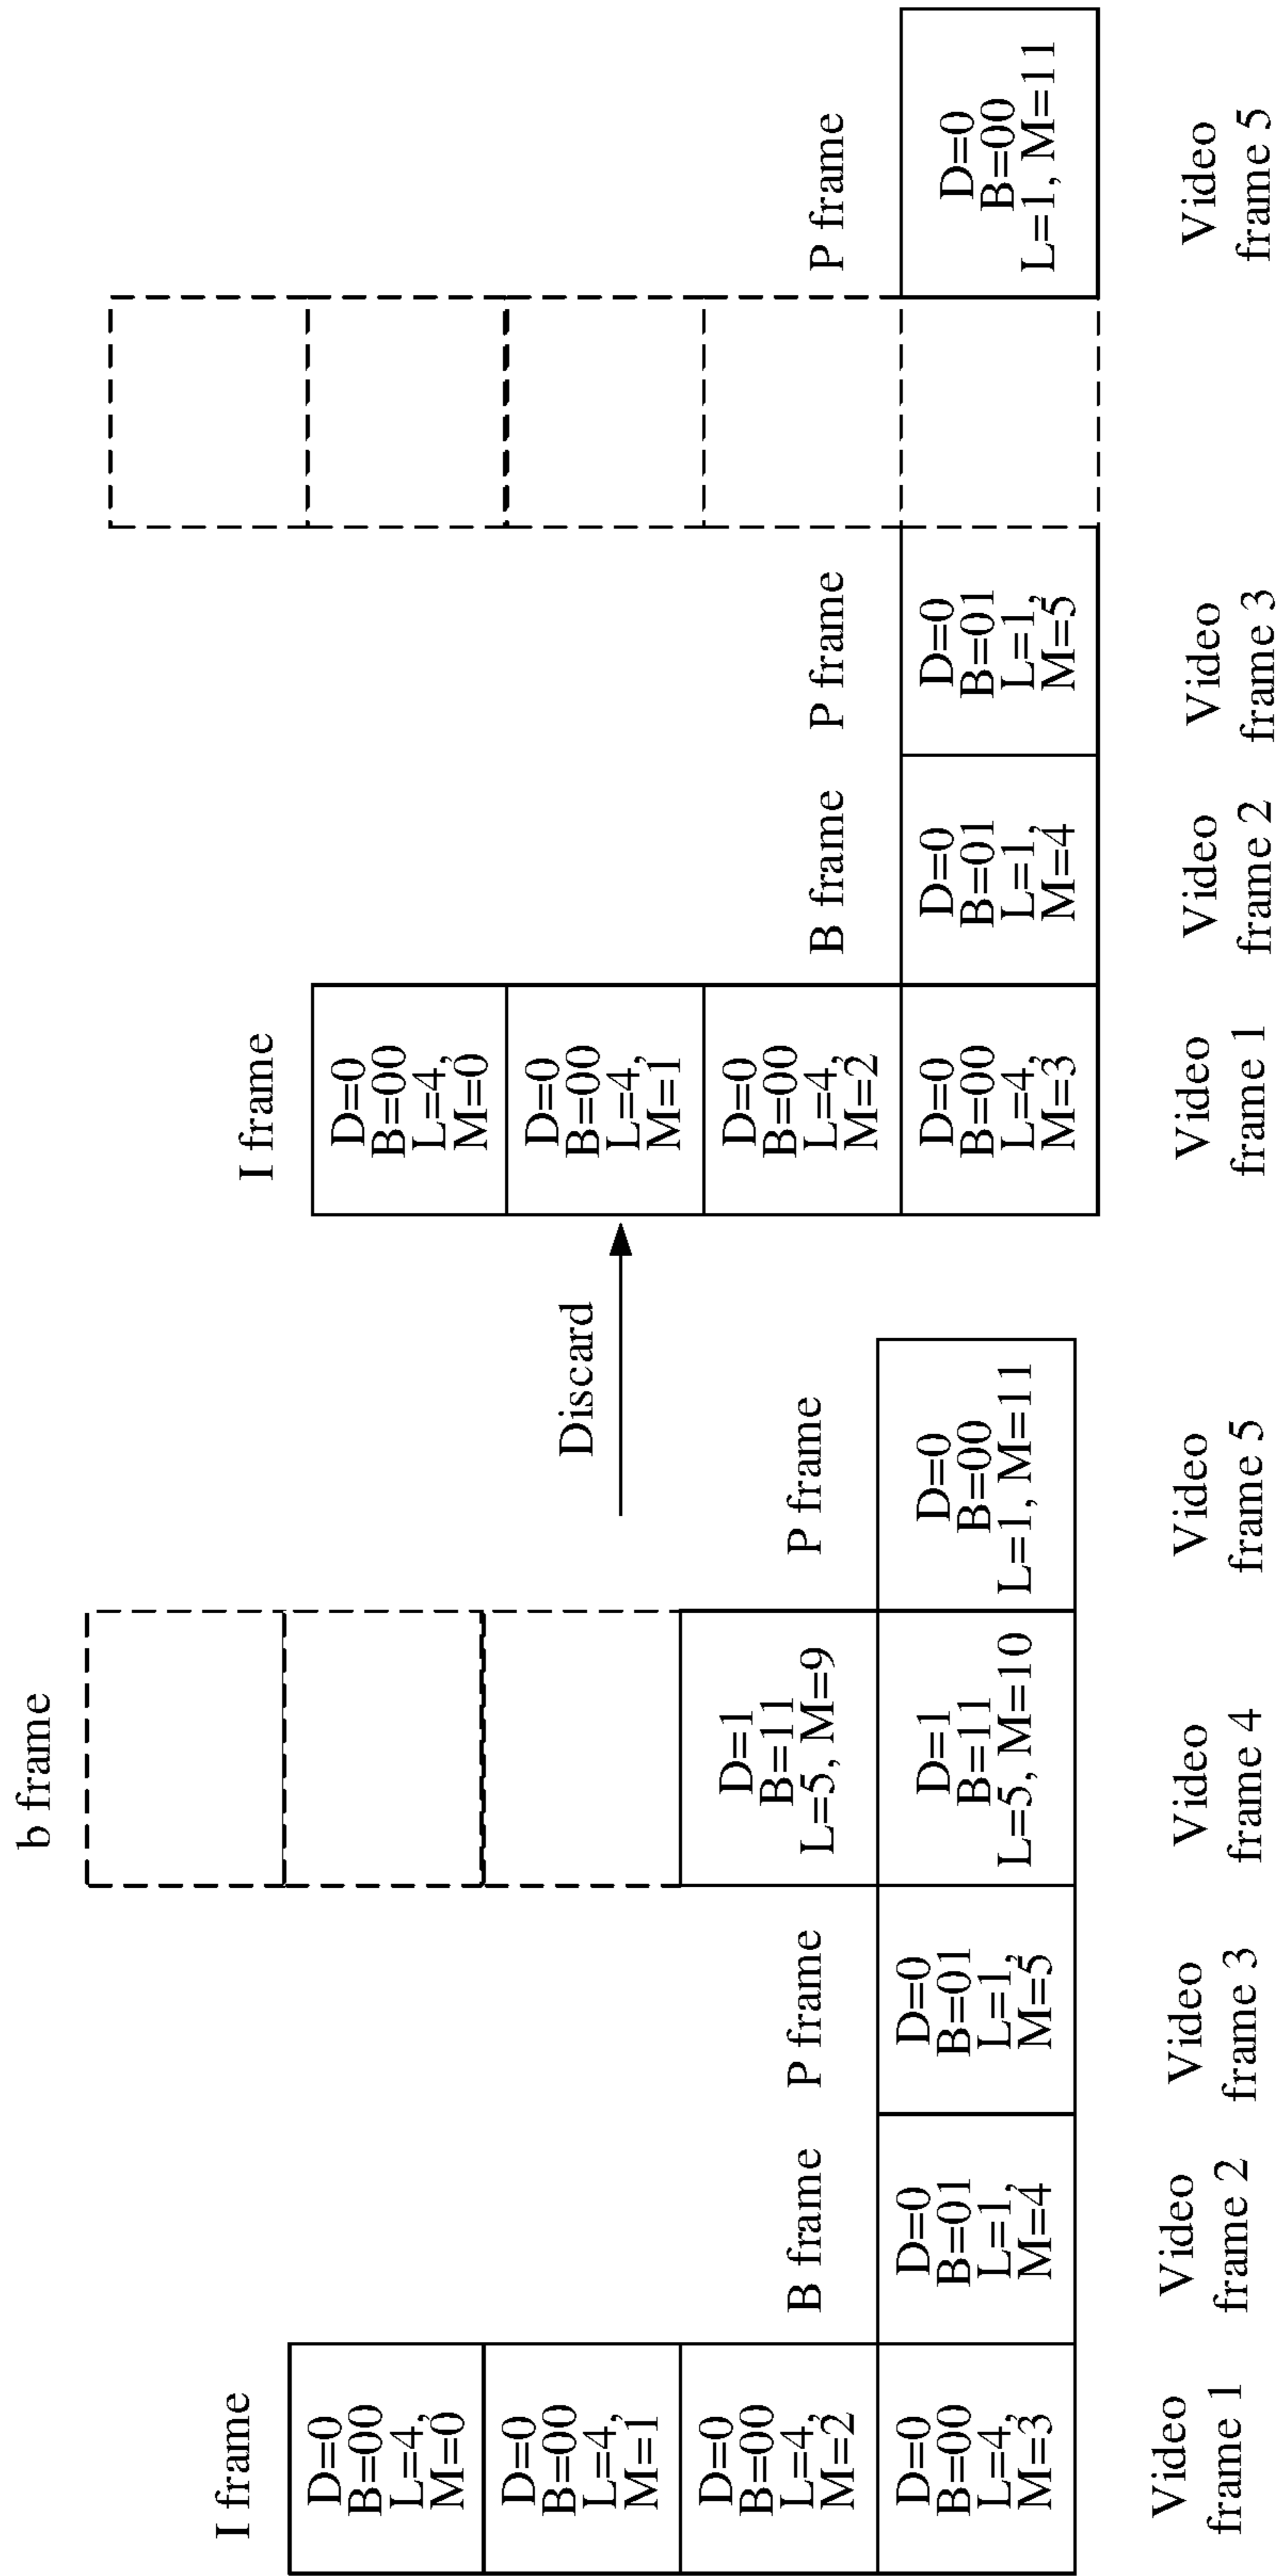 I frame
D=0
B=00
L=4,
M=0
D=0
B=00
L=4,
M=1
D=0
B=00
L=4,
M=2
D=0
B=00
L=4,
M=3
Video
frame 1
B frame
D=0
B=01
L=1,
M=4
Video
frame 2
P frame
D=0
B=01
L=1,
M=5
Video
frame 3
b frame
D=1
B=11
L=5, M=9
D=1
B=11
L=5, M=10
Video
frame 4
P frame
D=0
B=00
L=1, M=11
Video
frame 5
Discard
I frame
D=0
B=00
L=4,
M=0
D=0
B=00
L=4,
M=1
D=0
B=00
L=4,
M=2
D=0
B=00
L=4,
M=3
Video
frame 1
B frame
D=0
B=01
L=1,
M=4
Video
frame 2
P frame
D=0
B=01
L=1,
M=5
Video
frame 3
P frame
D=0
B=00
L=1, M=11
Video
frame 5